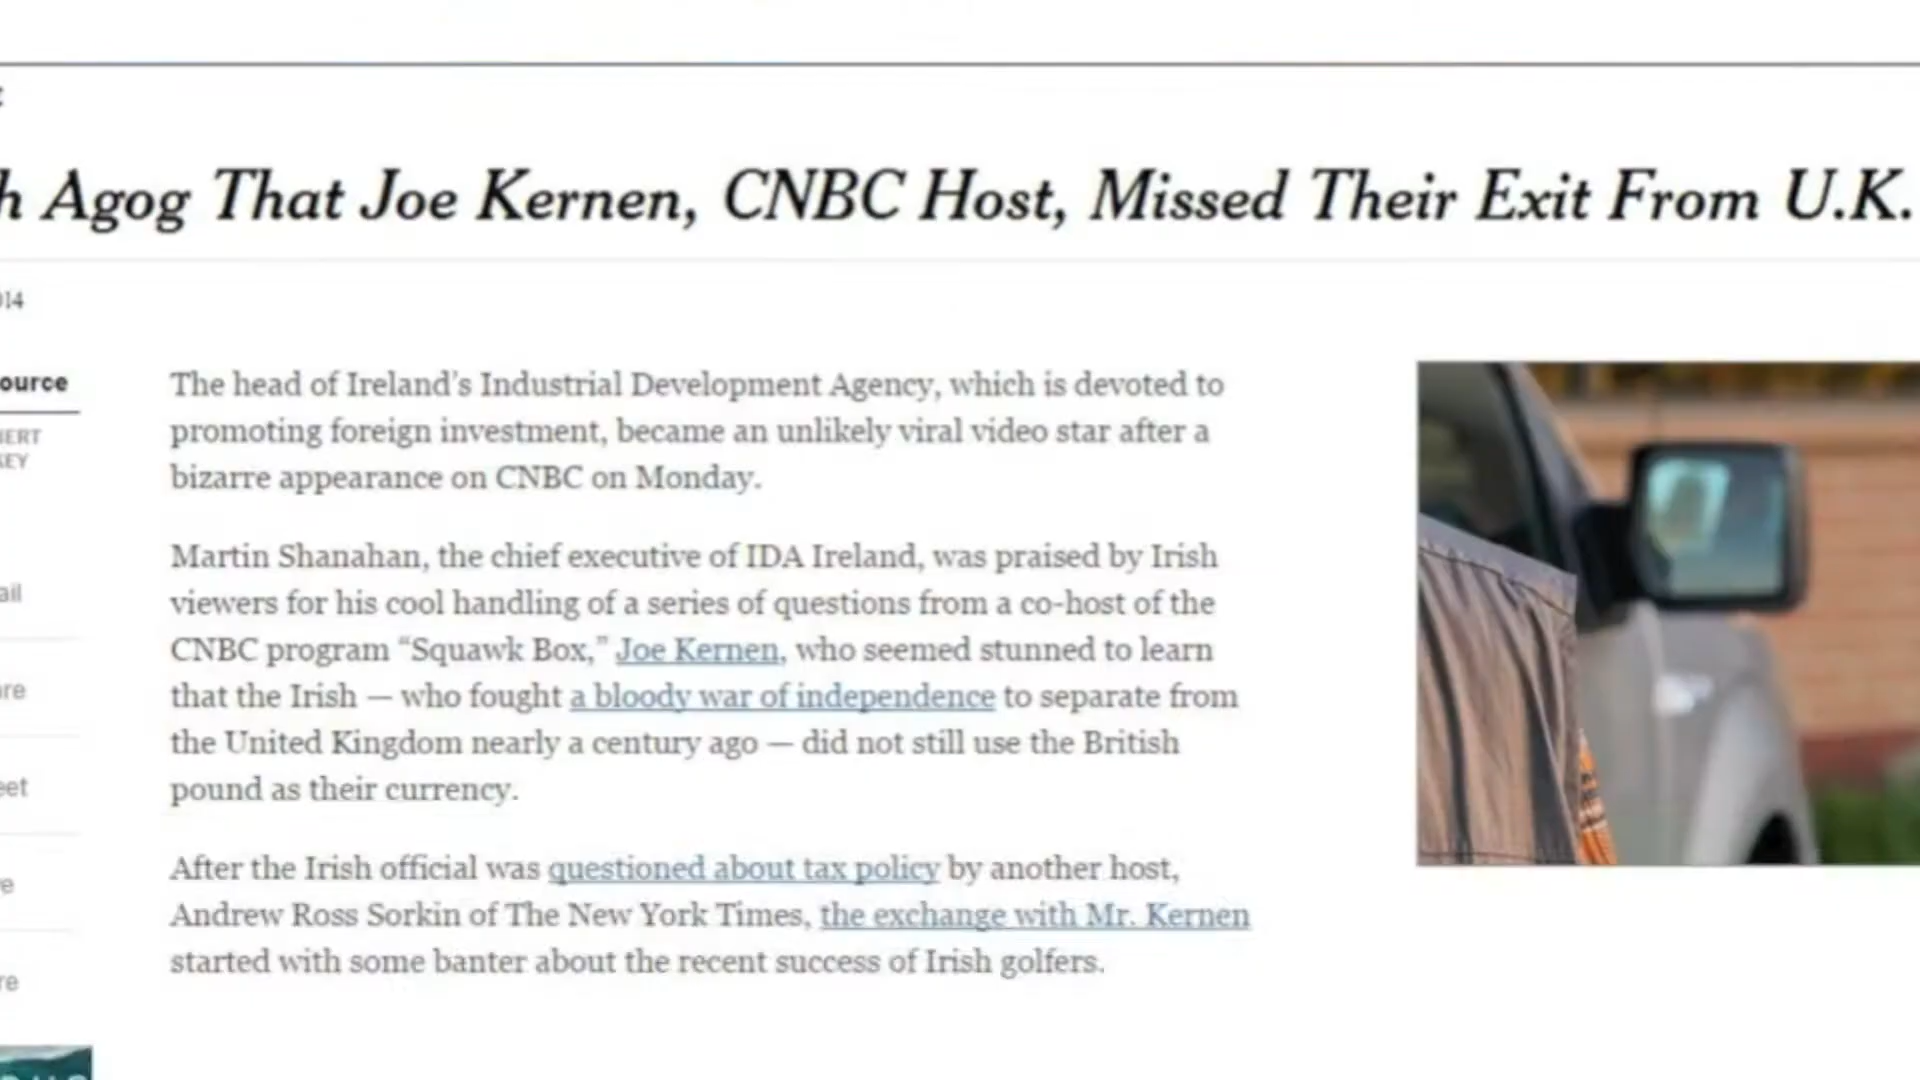 h Agog That Joe Kernen, CNBC Host, Missed Their Exit From U.K.
014
ource
The head of Ireland’s Industrial Development Agency, which is devoted to
promoting foreign investment, became an unlikely viral video star after a
bizarre appearance on CNBC on Monday.
BERT
KEY
Martin Shanahan, the chief executive of IDA Ireland, was praised by Irish
viewers for his cool handling of a series of questions from a co-host of the
CNBC program “Squawk Box,” Joe Kernen, who seemed stunned to learn
that the Irish — who fought a bloody war of independence to separate from
the United Kingdom nearly a century ago — did not still use the British
pound as their currency.
ail
are
eet
e
re
After the Irish official was questioned about tax policy by another host,
Andrew Ross Sorkin of The New York Times, the exchange with Mr. Kernen
started with some banter about the recent success of Irish golfers.